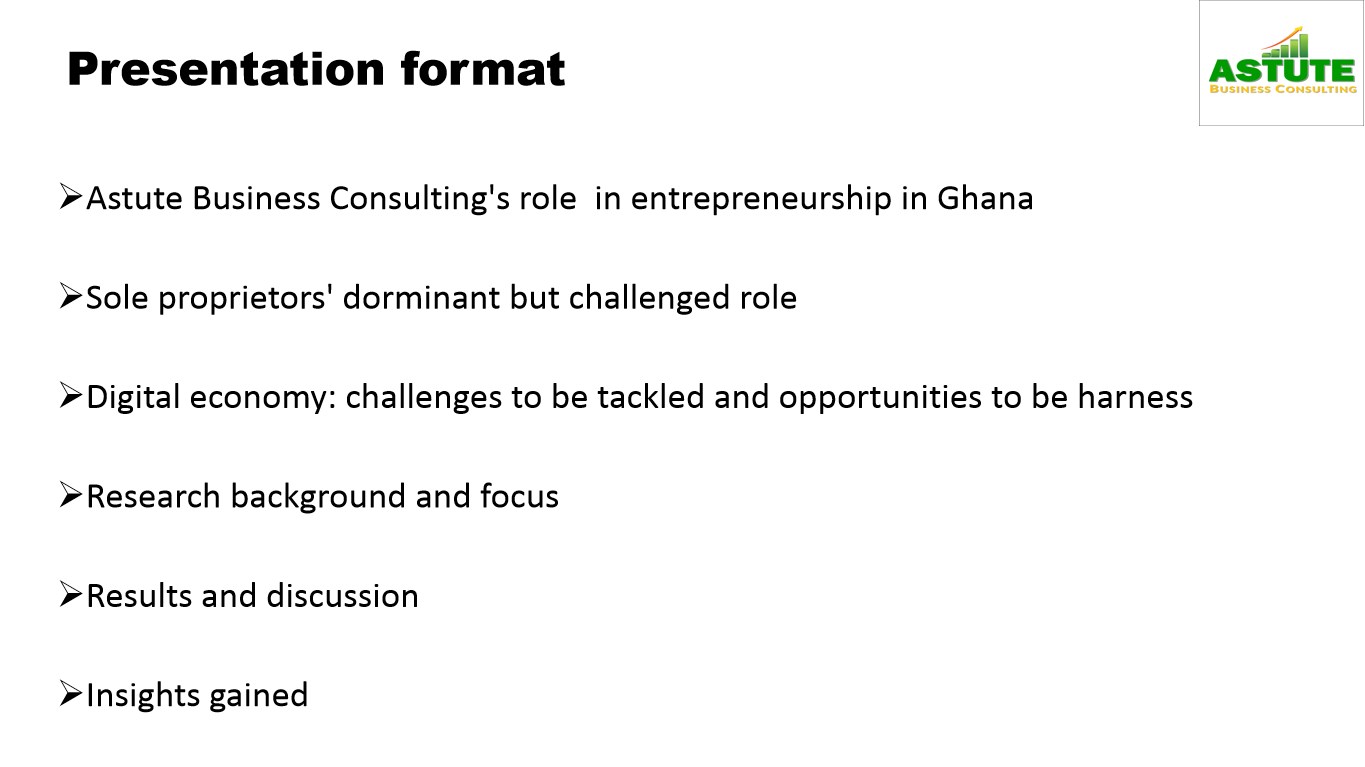 Presentation format
ASTUTE
BUSINESS CONSULTING
Astute Business Consulting's role  in entrepreneurship in Ghana
Sole proprietors' dorminant but challenged role
Digital economy: challenges to be tackled and opportunities to be harness
Research background and focus
Results and discussion
Insights gained